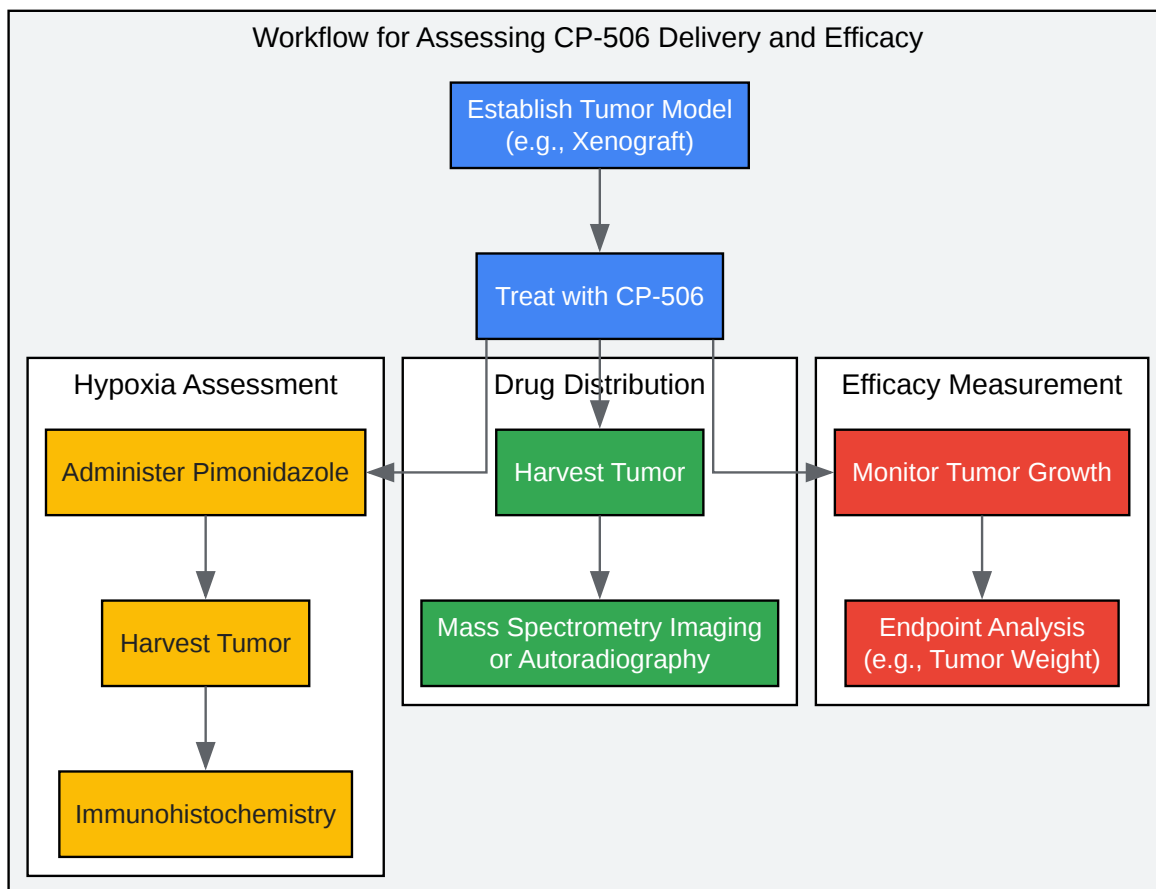 Workflow for Assessing CP-506 Delivery and Efficacy
Establish Tumor Model
(e.g., Xenograft)
Treat with CP-506
Hypoxia Assessment
Administer Pimonidazole
Harvest Tumor
Immunohistochemistry
Drug Distribution
Harvest Tumor
Mass Spectrometry Imaging
or Autoradiography
Efficacy Measurement
Monitor Tumor Growth
Endpoint Analysis
(e.g., Tumor Weight)